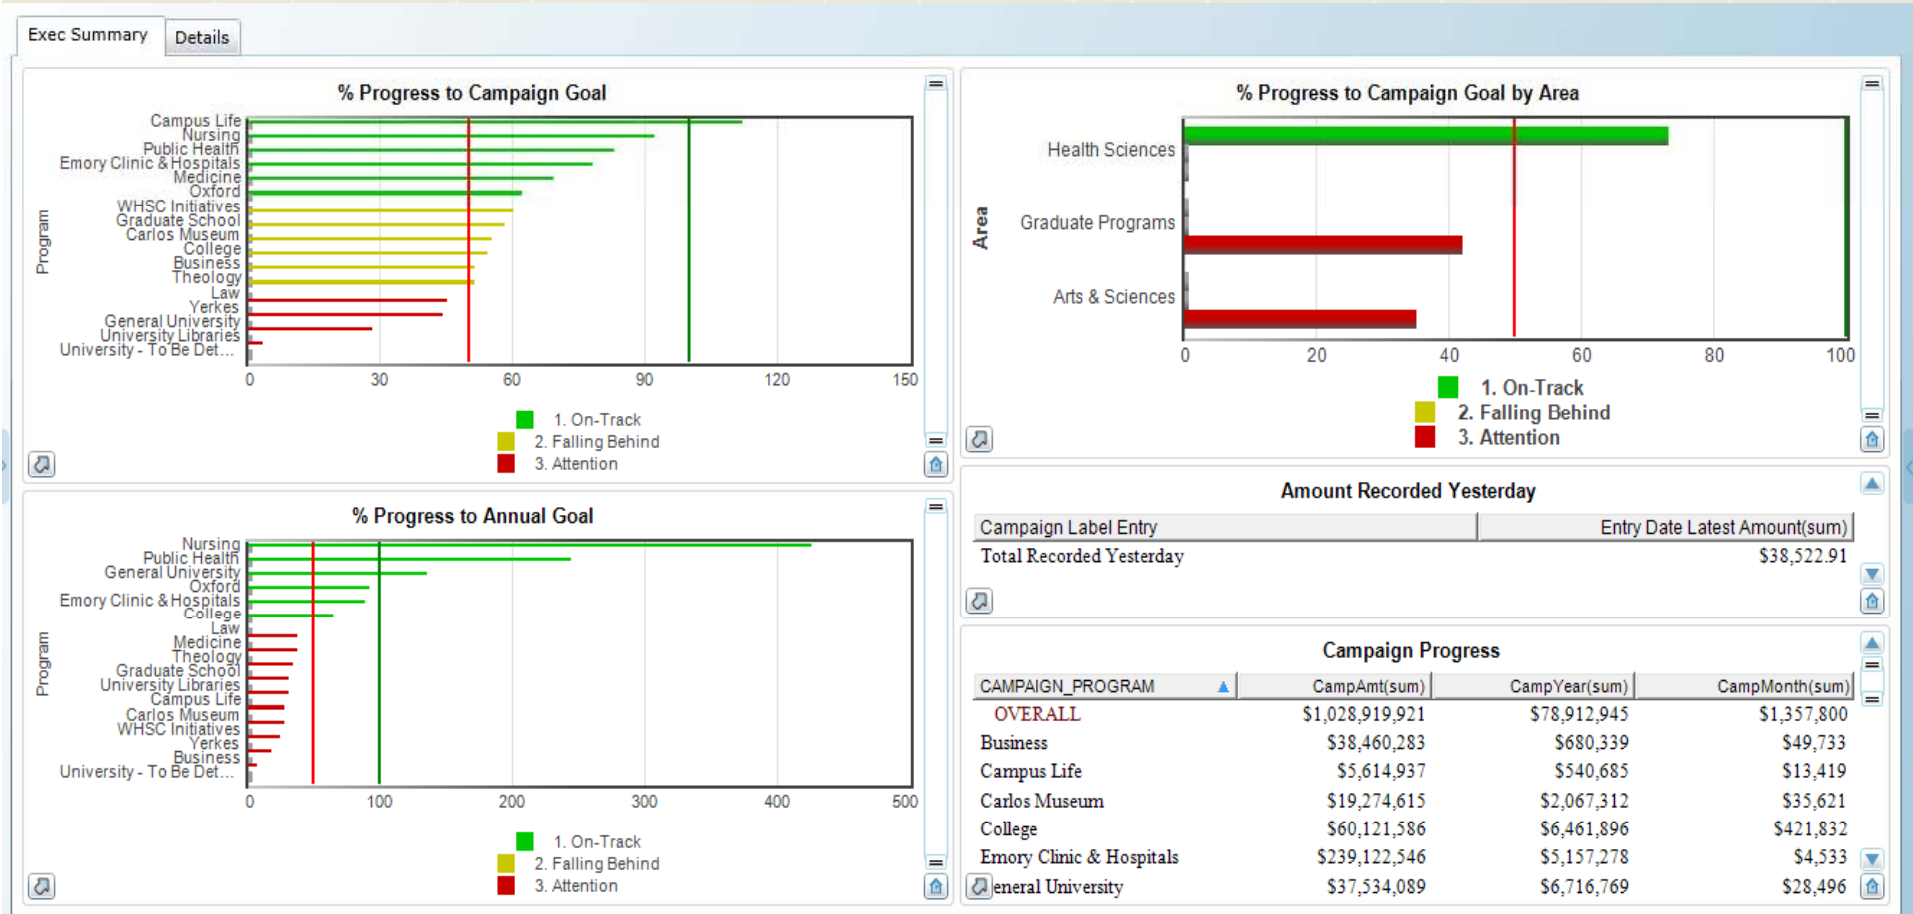 Exec Summary
Details
% Progress to Campaign Goal
Program
Campus Life
Nursing
Public Health
Emory Clinic & Hospitals
Medicine
Oxford
WHSC Initiatives
Graduate School
Carlos Museum
College
Business
Theology
Law
Yerkes
General University
University Libraries
University - To Be Det...
0 30 60 90 120 150
1. On-Track
2. Falling Behind
3. Attention
% Progress to Campaign Goal by Area
Area
Health Sciences
Graduate Programs
Arts & Sciences
0 20 40 60 80 100
1. On-Track
2. Falling Behind
3. Attention
% Progress to Annual Goal
Program
Nursing
Public Health
General University
Oxford
Emory Clinic & Hospitals
College
Law
Medicine
Theology
Graduate School
University Libraries
Campus Life
Carlos Museum
WHSC Initiatives
Yerkes
Business
University - To Be Det...
0 100 200 300 400 500
1. On-Track
2. Falling Behind
3. Attention
Amount Recorded Yesterday
Campaign Label Entry Entry Date Latest Amount(sum)
Total Recorded Yesterday $38,522.91
Campaign Progress
CAMPAIGN_PROGRAM CampAmt(sum) CampYear(sum) CampMonth(sum)
OVERALL $1,028,919,921 $78,912,945 $1,357,800
Business $38,460,283 $680,339 $49,733
Campus Life $5,614,937 $540,685 $13,419
Carlos Museum $19,274,615 $2,067,312 $35,621
College $60,121,586 $6,461,896 $421,832
Emory Clinic & Hospitals $239,122,546 $5,157,278 $4,533
eneral University $37,534,089 $6,716,769 $28,496